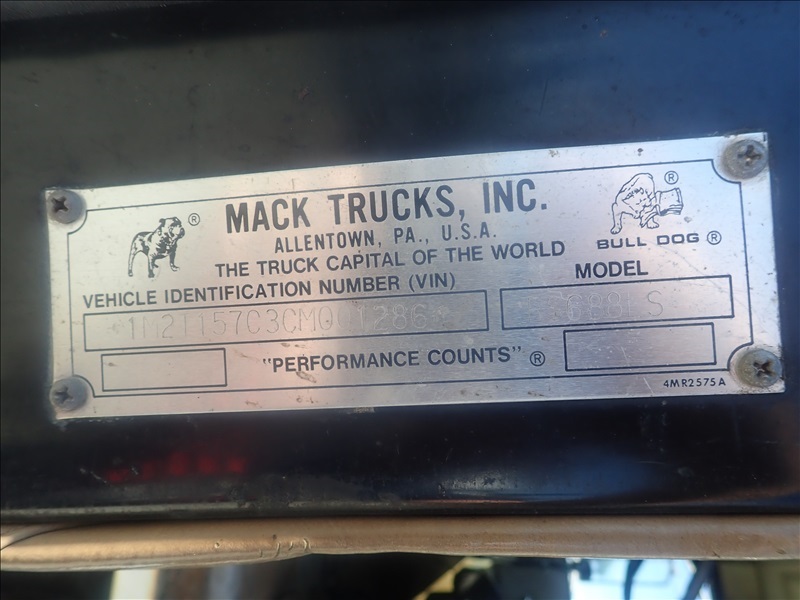 MACK TRUCKS, INC.
ALLENTOWN, PA., U.S.A.
THE TRUCK CAPITAL OF THE WORLD
®
®
BULL DOG ®
VEHICLE IDENTIFICATION NUMBER (VIN)
MODEL
"PERFORMANCE COUNTS" ®
4MR2575A